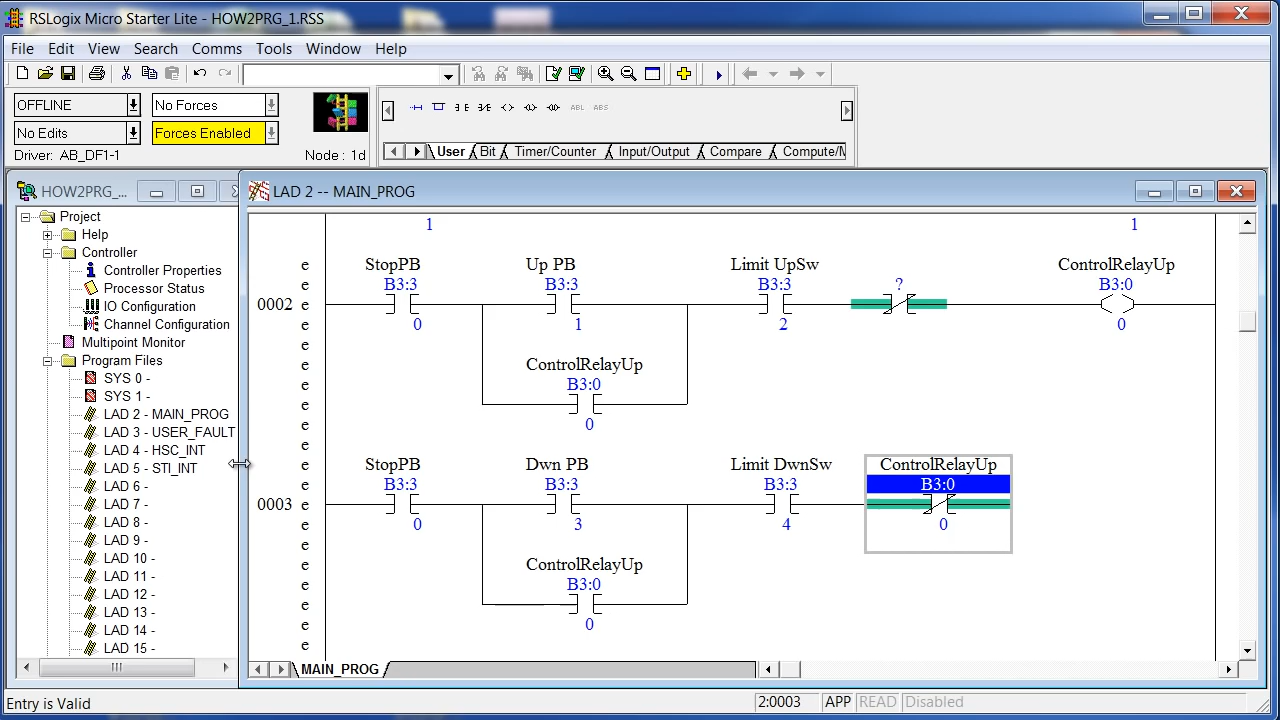 RSLogix Micro Starter Lite - HOW2PRG_1.RSS
File Edit View Search Comms Tools Window Help
OFFLINE No Forces
No Edits Forces Enabled
Driver: AB_DF1-1 Node : 1d
ABL ABS
User Bit Timer/Counter Input/Output Compare Compute/M
HOW2PRG_...
Project
Help
Controller
Controller Properties
Processor Status
IO Configuration
Channel Configuration
Multipoint Monitor
Program Files
SYS 0 -
SYS 1 -
LAD 2 - MAIN_PROG
LAD 3 - USER_FAULT
LAD 4 - HSC_INT
LAD 5 - STI_INT
LAD 6 -
LAD 7 -
LAD 8 -
LAD 9 -
LAD 10 -
LAD 11 -
LAD 12 -
LAD 13 -
LAD 14 -
LAD 15 -
LAD 2 -- MAIN_PROG
1 1
e StopPB Up PB Limit UpSw ControlRelayUp
e B3:3 B3:3 B3:3 ? B3:0
0002 e
e 0 1 2 0
e
e ControlRelayUp
e B3:0
e
e 0
e
e StopPB Dwn PB Limit DwnSw ControlRelayUp
e B3:3 B3:3 B3:3 B3:0
0003 e
e 0 3 4 0
e
e ControlRelayUp
e B3:0
e
e 0
e
MAIN_PROG
Entry is Valid 2:0003 APP READ Disabled